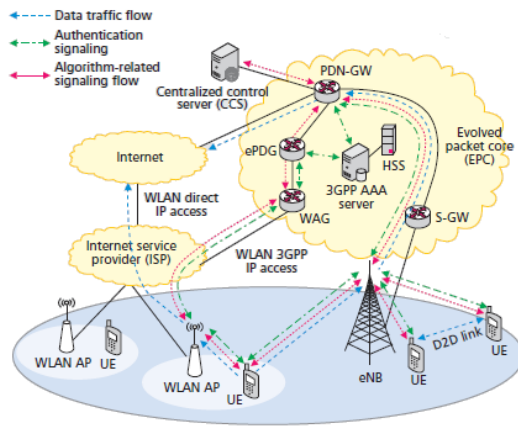 Data traffic flow
Authentication
signaling
Algorithm-related
signaling flow
Centralized control
server (CCS)
PDN-GW
Evolved
packet core
(EPC)
Internet
ePDG
HSS
3GPP AAA
server
WLAN direct
IP access
WAG
S-GW
Internet service
provider (ISP)
WLAN 3GPP
IP access
WLAN AP
UE
WLAN AP
UE
eNB
D2D link
UE
UE